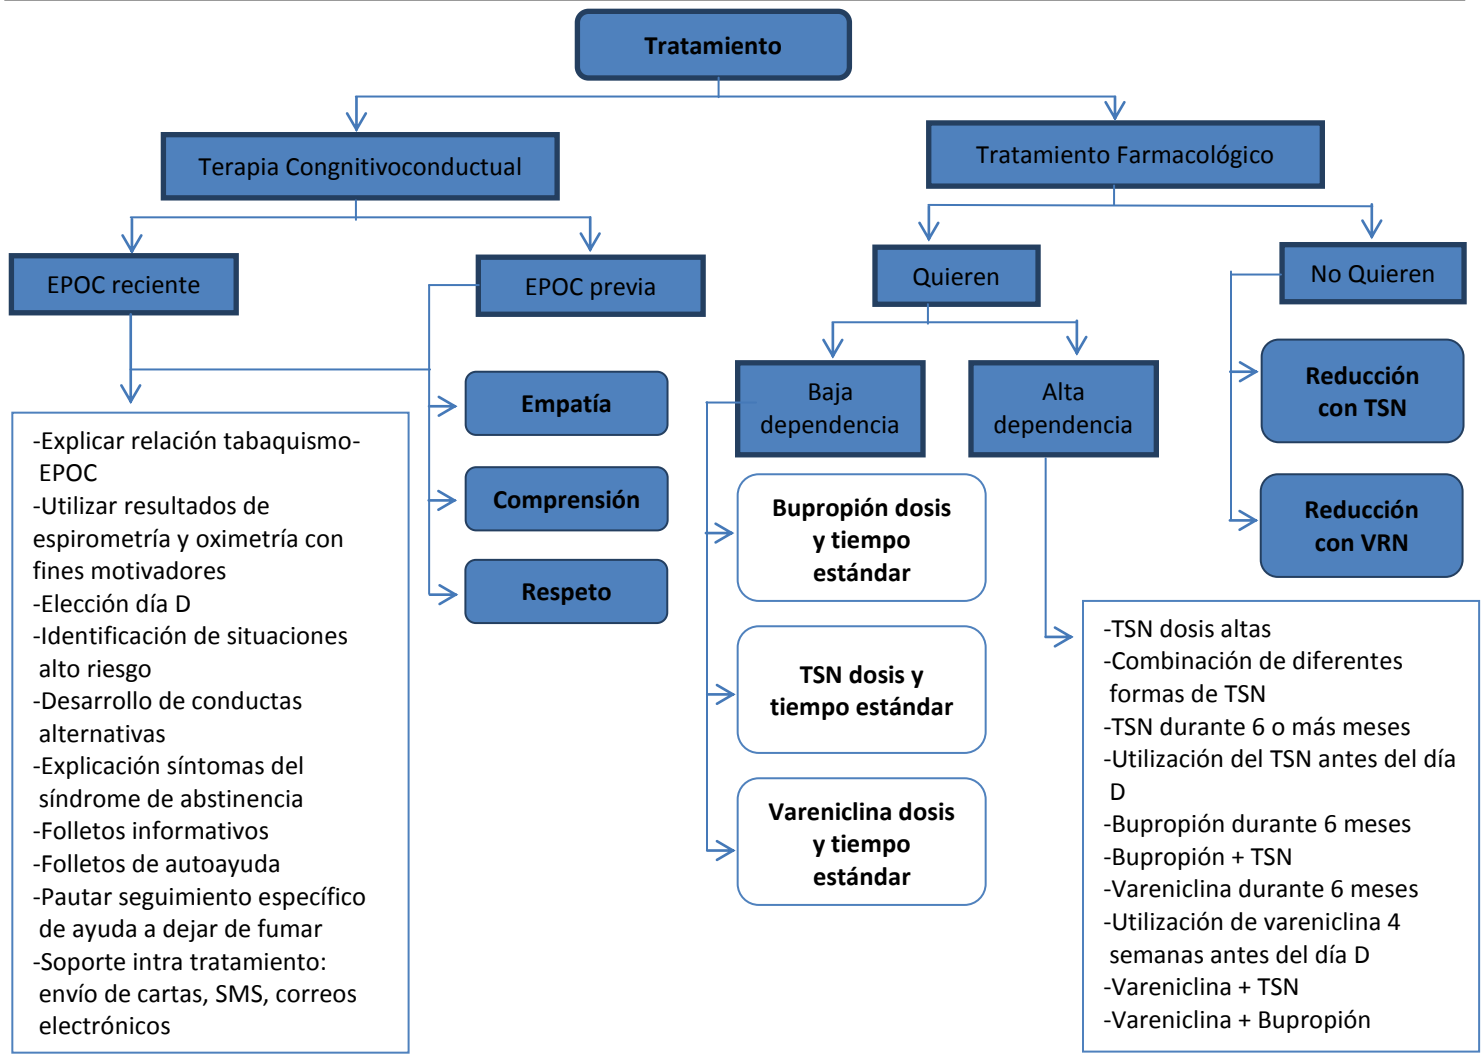 Tratamiento
Terapia Congnitivoconductual
Tratamiento Farmacológico
EPOC reciente
EPOC previa
Quieren
No Quieren
-Explicar relación tabaquismo-
EPOC
-Utilizar resultados de
espirometría y oximetría con
fines motivadores
-Elección día D
-Identificación de situaciones
alto riesgo
-Desarrollo de conductas
alternativas
-Explicación síntomas del
síndrome de abstinencia
-Folletos informativos
-Folletos de autoayuda
-Pautar seguimiento específico
de ayuda a dejar de fumar
-Soporte intra tratamiento:
envío de cartas, SMS, correos
electrónicos
Empatía
Comprensión
Respeto
Baja
dependencia
Alta
dependencia
Bupropión dosis
y tiempo
estándar
TSN dosis y
tiempo estándar
Vareniclina dosis
y tiempo
estándar
Reducción
con TSN
Reducción
con VRN
-TSN dosis altas
-Combinación de diferentes
formas de TSN
-TSN durante 6 o más meses
-Utilización del TSN antes del día
D
-Bupropión durante 6 meses
-Bupropión + TSN
-Vareniclina durante 6 meses
-Utilización de vareniclina 4
semanas antes del día D
-Vareniclina + TSN
-Vareniclina + Bupropión